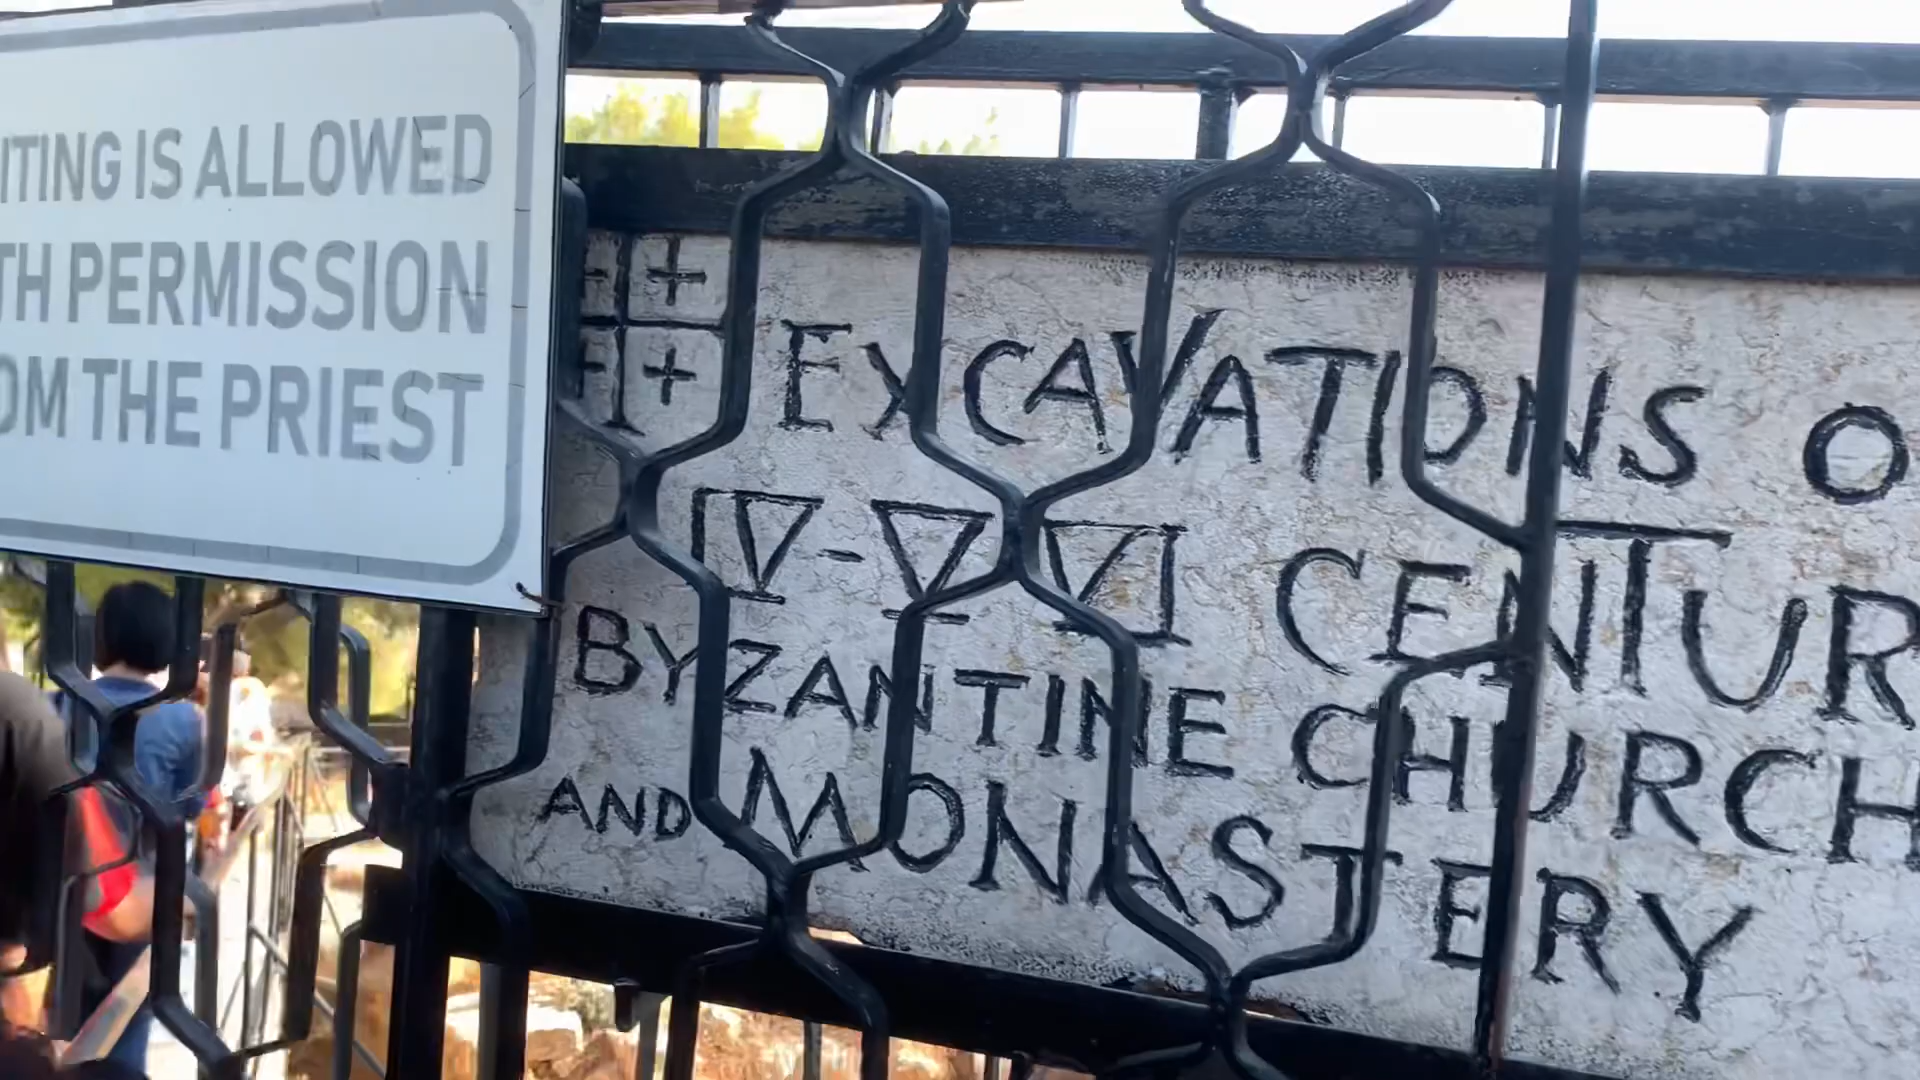 ITING IS ALLOWED
TH PERMISSION
OM THE PRIEST
EXCAVATIONS O
IV-V VI CENTUR
BYZANTINE CHURCH
AND MONASTERY